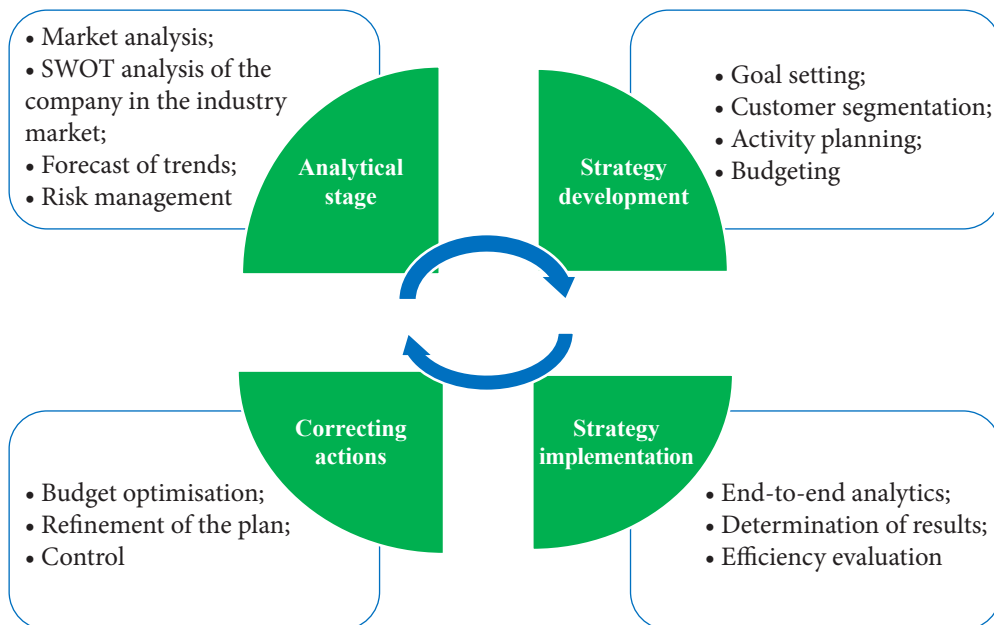 • Market analysis;
• SWOT analysis of the
company in the industry
market;
• Forecast of trends;
• Risk management
Analytical
stage
Strategy
development
• Goal setting;
• Customer segmentation;
• Activity planning;
• Budgeting
• Budget optimisation;
• Refinement of the plan;
• Control
Correcting
actions
Strategy
implementation
• End-to-end analytics;
• Determination of results;
• Efficiency evaluation